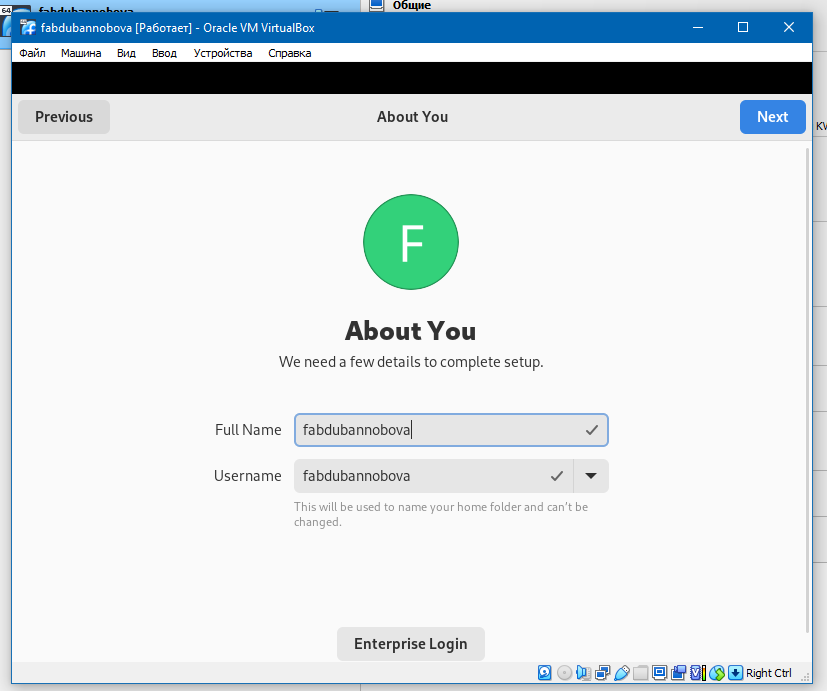 64
fabdubannobova
Общие
fabdubannobova [Работает] - Oracle VM VirtualBox
Файл Машина Вид Ввод Устройства Справка
Previous About You Next
F
About You
We need a few details to complete setup.
Full Name fabdubannobova
Username fabdubannobova
This will be used to name your home folder and can't be
changed.
Enterprise Login
Right Ctrl